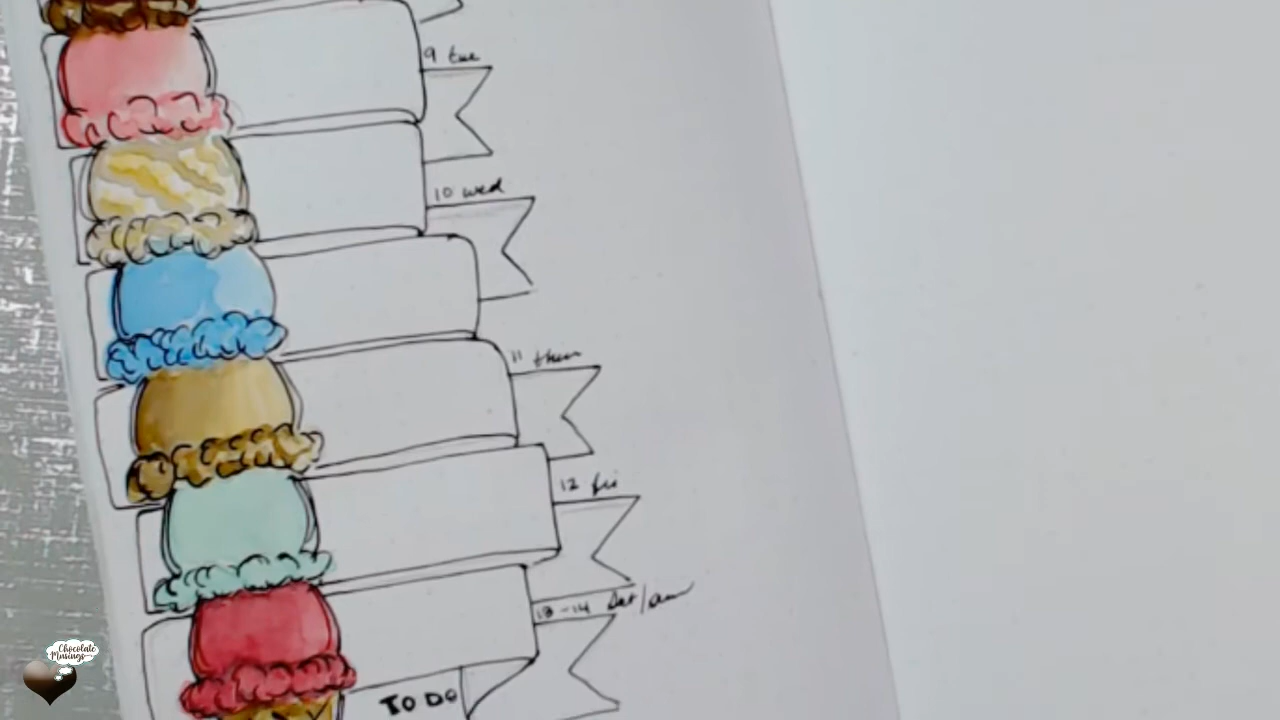 9 tue
10 wed
11 thur
12 fri
13-14 Sat/sun
TO DO
Chocolate
Musings